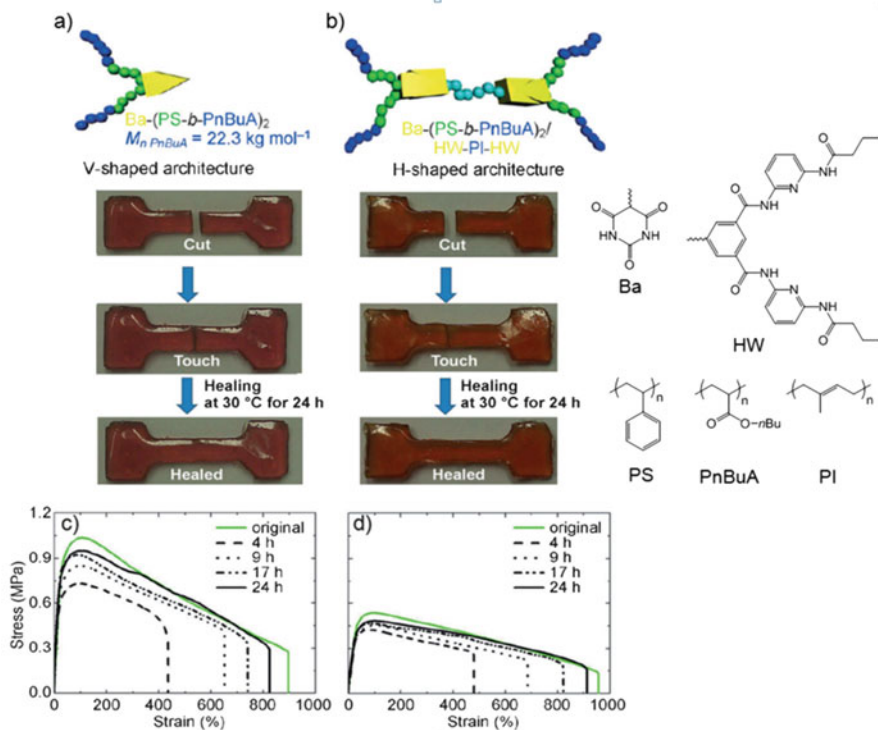 a)
Ba-(PS-b-PnBuA)₂
Mn PnBuA = 22.3 kg mol⁻¹
V-shaped architecture
Cut
Touch
Healing
at 30 °C for 24 h
Healed
b)
Ba-(PS-b-PnBuA)₂/
HW-PI-HW
H-shaped architecture
Cut
Touch
Healing
at 30 °C for 24 h
Healed
O
O
NH
HN
O
Ba
O
NH
N
NH
O
O
NH
N
NH
O
HW
n
PS
n
O
O-nBu
PnBuA
n
PI
c)
original
4 h
9 h
17 h
24 h
Stress (MPa)
1.2
0.9
0.6
0.3
0.0
0
200
400
600
800
1000
Strain (%)
d)
original
4 h
9 h
17 h
24 h
0
200
400
600
800
1000
Strain (%)